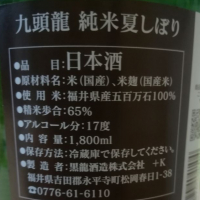 九頭龍 純米夏しぼり
●品目:日本酒
●原材料名:米(国産)、米麹(国産米)
●使用米:福井県産五百万石100%
●精米歩合:65%
●アルコール分:17度
●内容量:1,800ml
●保存方法:冷蔵庫で保存してください。
●製造者:黒龍酒造株式会社 +K
福井県吉田郡永平寺町松岡春日1-38
☎0776-61-6110